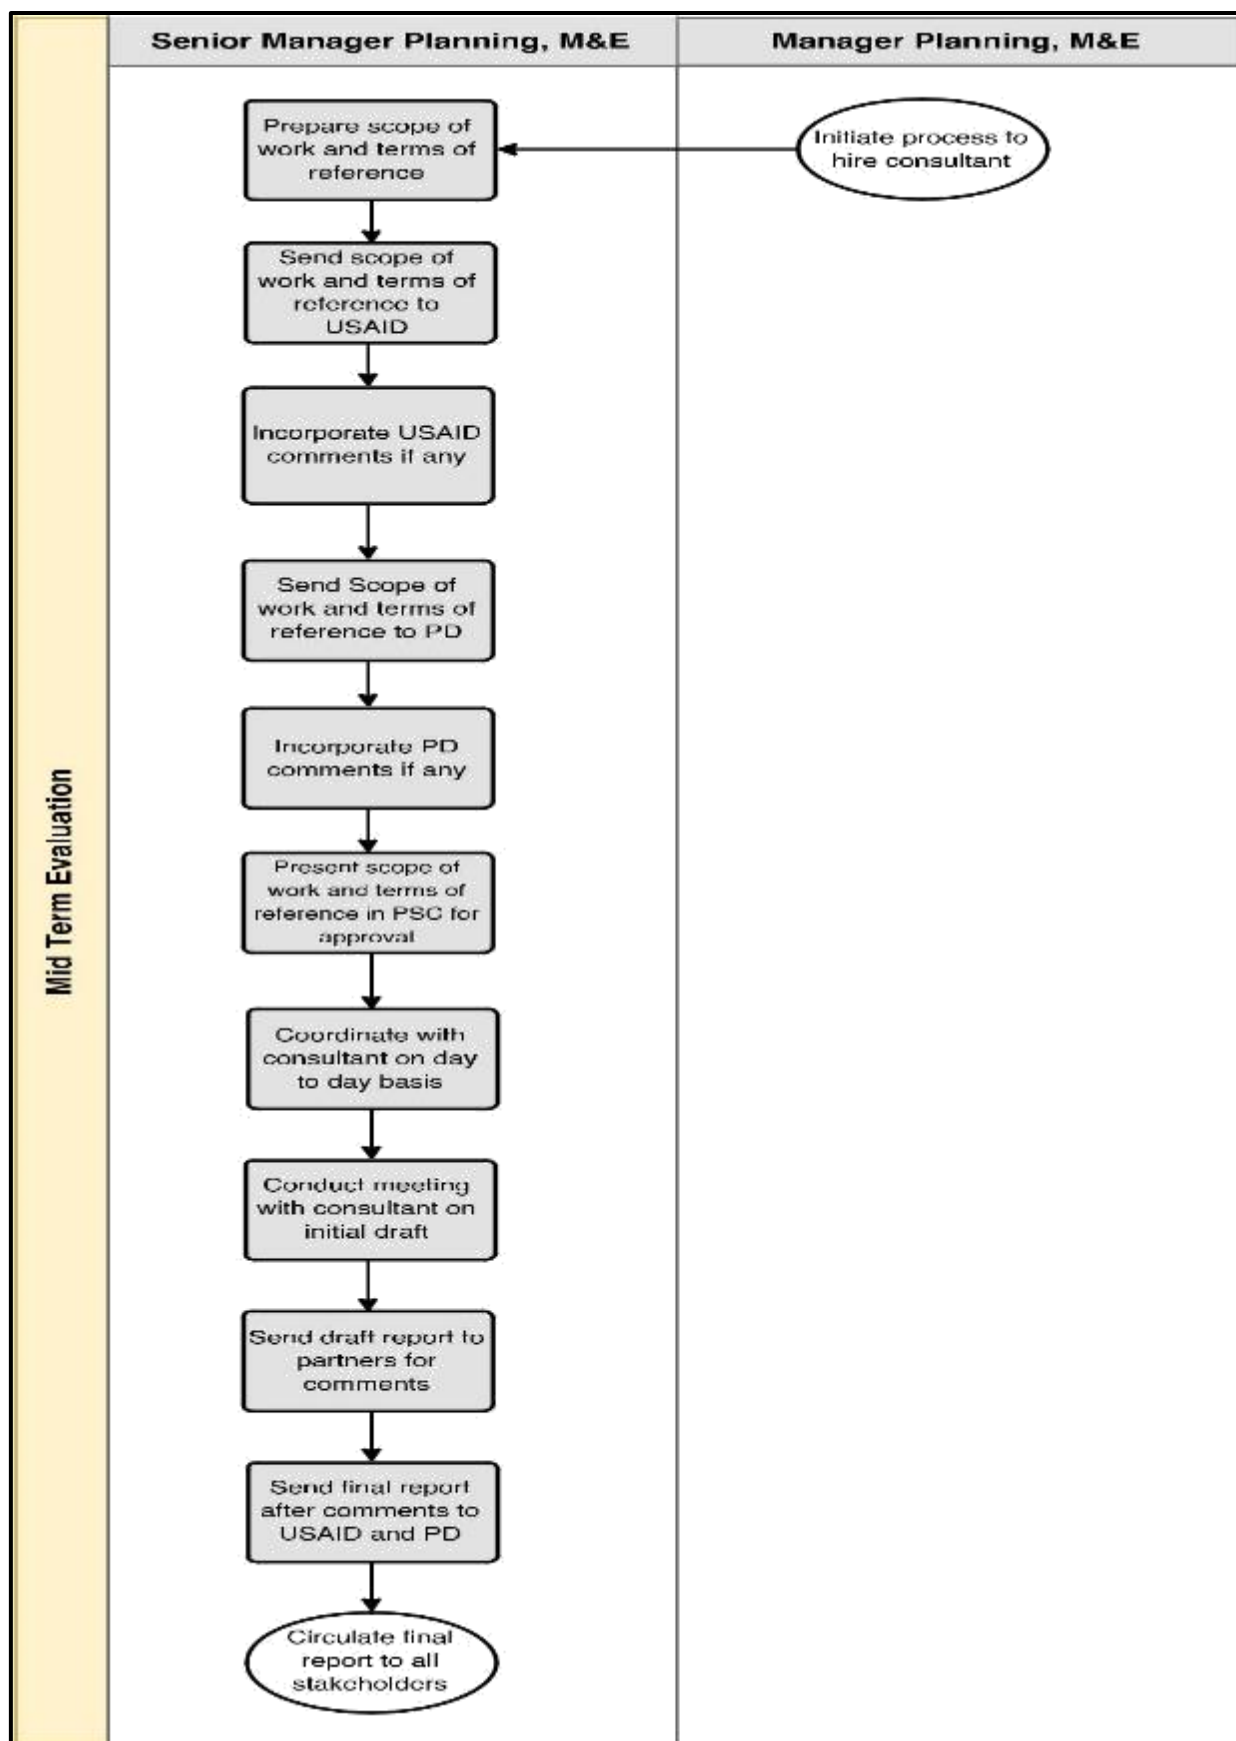 Senior Manager Planning, M&E
Manager Planning, M&E
Mid Term Evaluation
Initiate process to
hire consultant
Prepare scope of
work and terms of
reference
Send scope of
work and terms of
reference to
USAID
Incorporate USAID
comments if any
Send Scope of
work and terms of
reference to PD
Incorporate PD
comments if any
Present scope of
work and terms of
reference in PSC for
approval
Coordinate with
consultant on day
to day basis
Conduct meeting
with consultant on
initial draft
Send draft report to
partners for
comments
Send final report
after comments to
USAID and PD
Circulate final
report to all
stakeholders